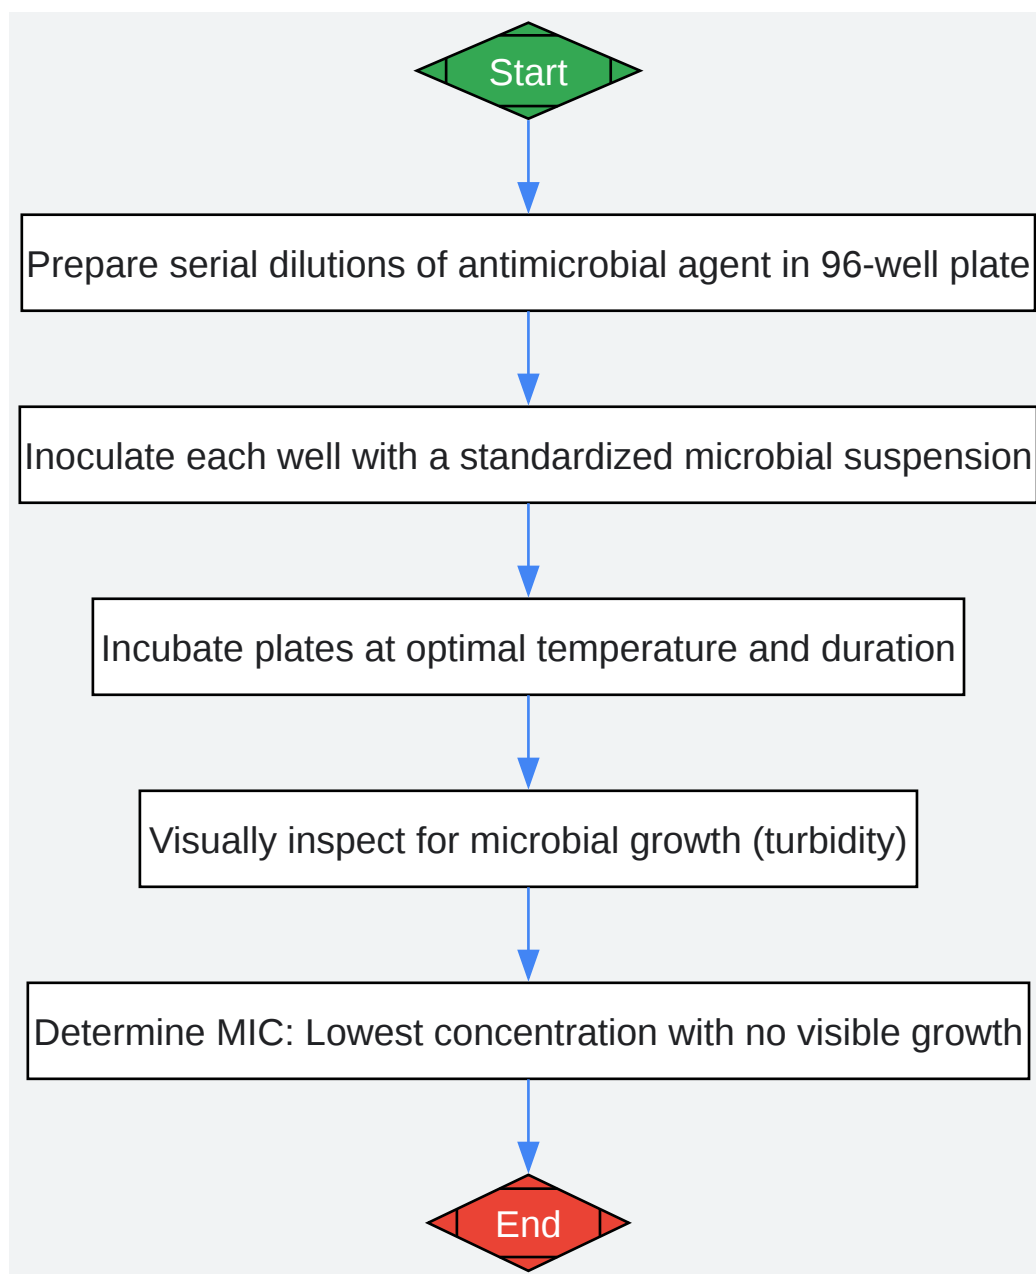 Start
Prepare serial dilutions of antimicrobial agent in 96-well plate
Inoculate each well with a standardized microbial suspension
Incubate plates at optimal temperature and duration
Visually inspect for microbial growth (turbidity)
Determine MIC: Lowest concentration with no visible growth
End